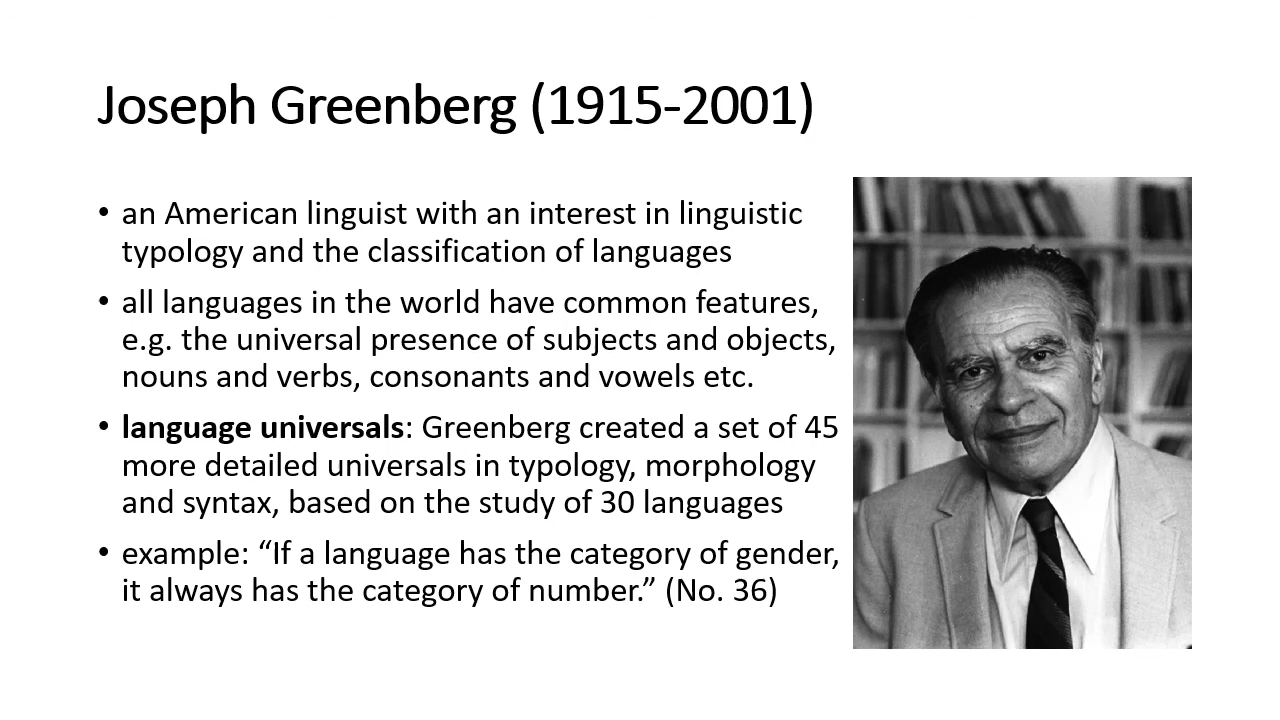 Joseph Greenberg (1915-2001)
• an American linguist with an interest in linguistic
typology and the classification of languages
• all languages in the world have common features,
e.g. the universal presence of subjects and objects,
nouns and verbs, consonants and vowels etc.
• language universals: Greenberg created a set of 45
more detailed universals in typology, morphology
and syntax, based on the study of 30 languages
• example: “If a language has the category of gender,
it always has the category of number.” (No. 36)